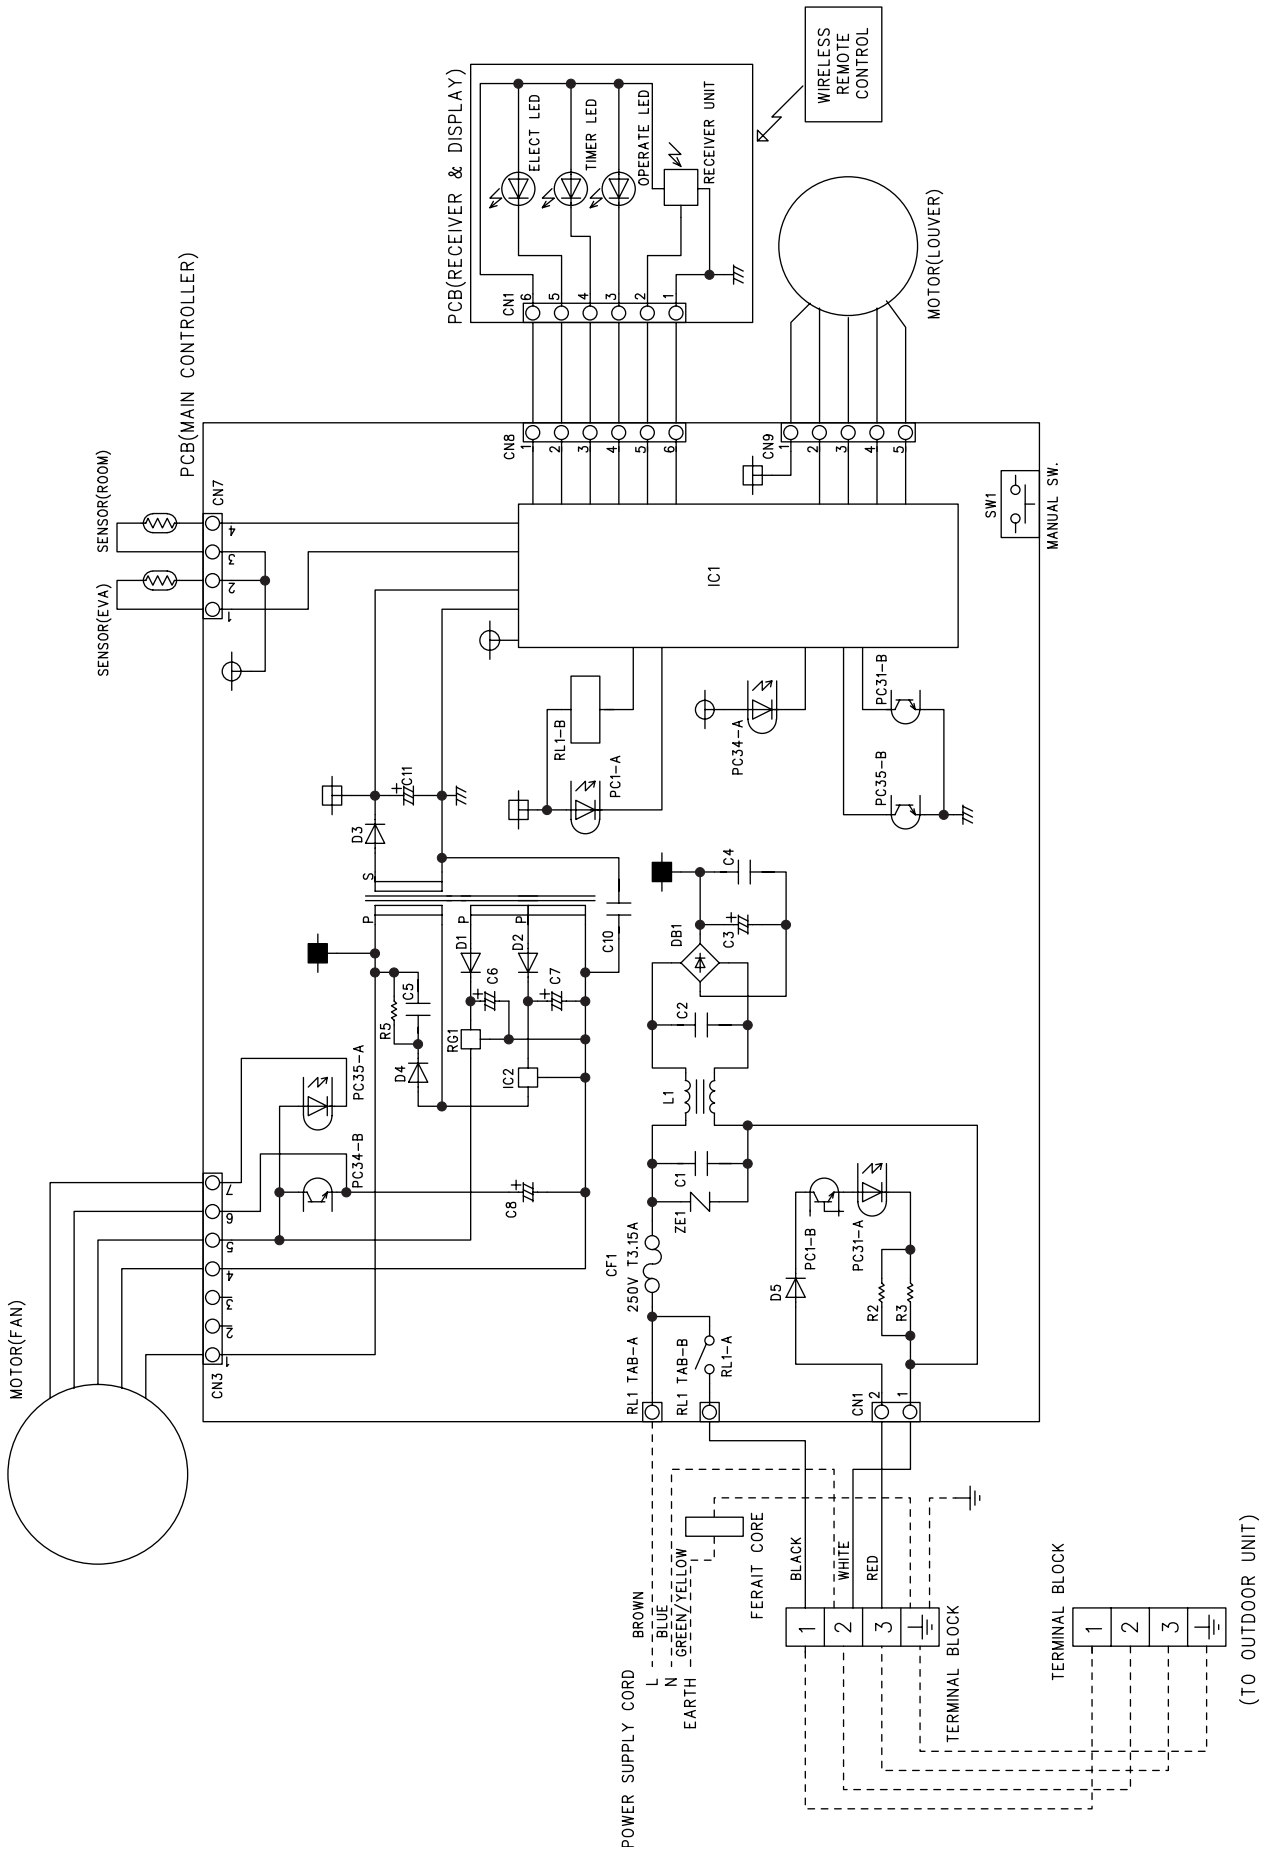 MOTOR(FAN)
CN3
1
2
3
4
5
6
7
SENSOR(EVA)
SENSOR(ROOM)
CN7
1
2
3
4
PCB(MAIN CONTROLLER)
PC34-B
PC35-A
C8
R5
C5
D4
RG1
IC2
D1
D2
C6
C7
P
P
P
S
C10
D3
C11
RL1-B
PC1-A
PC34-A
PC35-B
PC31-B
IC1
CN8
1
2
3
4
5
6
CN9
1
2
3
4
5
SW1
MANUAL SW.
PCB(RECEIVER & DISPLAY)
CN1
6
5
4
3
2
1
ELECT LED
TIMER LED
OPERATE LED
RECEIVER UNIT
WIRELESS
REMOTE
CONTROL
MOTOR(LOUVER)
RL1 TAB-A
RL1 TAB-B
RL1-A
CF1
250V T3.15A
ZE1
C1
L1
C2
DB1
C3
C4
CN1
2
1
D5
R2
R3
PC1-B
PC31-A
POWER SUPPLY CORD
L
N
EARTH
BROWN
BLUE
GREEN/YELLOW
FERAIT CORE
BLACK
WHITE
RED
1
2
3
TERMINAL BLOCK
TERMINAL BLOCK
1
2
3
(TO OUTDOOR UNIT)